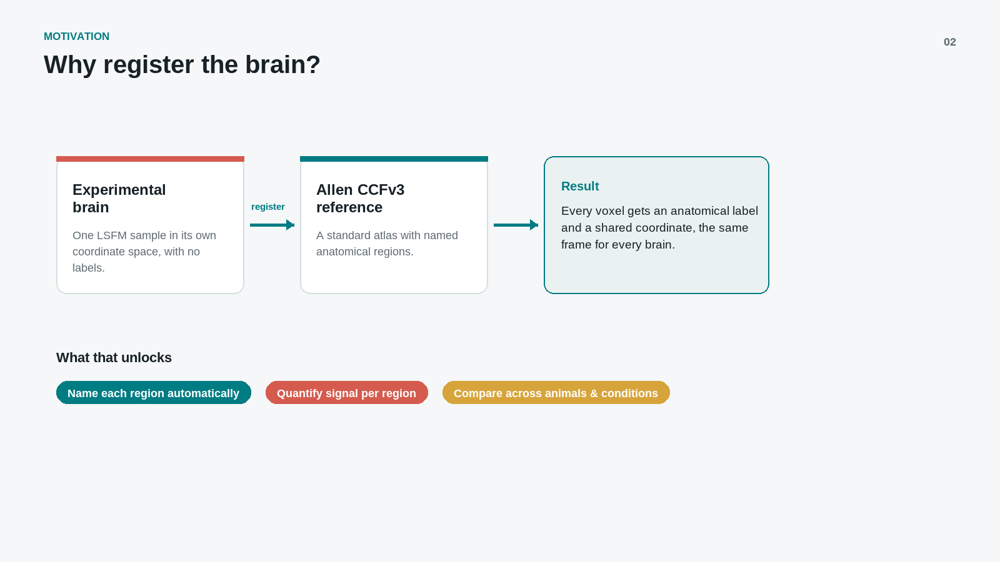 MOTIVATION
02
Why register the brain?
Experimental
brain
One LSFM sample in its own
coordinate space, with no
labels.
register
Allen CCFv3
reference
A standard atlas with named
anatomical regions.
Result
Every voxel gets an anatomical label
and a shared coordinate, the same
frame for every brain.
What that unlocks
Name each region automatically
Quantify signal per region
Compare across animals & conditions